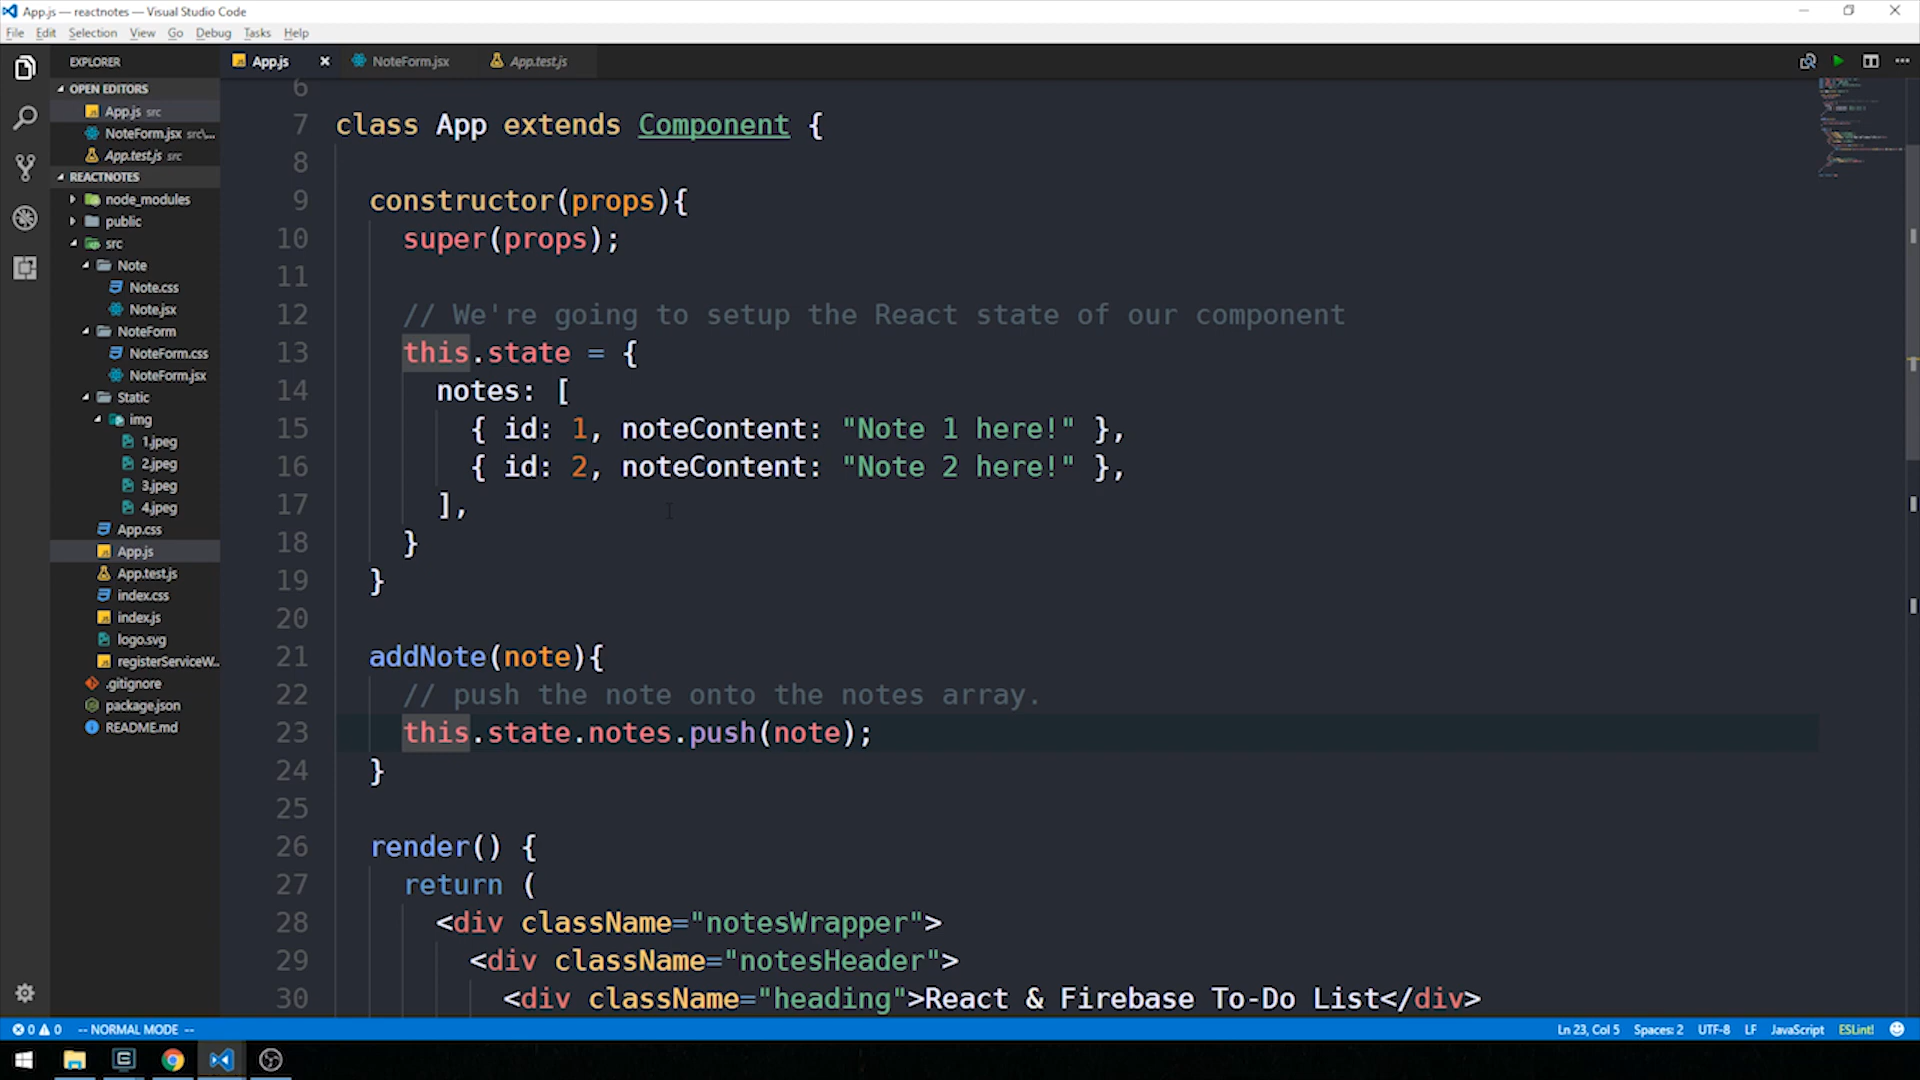 App.js — reactnotes — Visual Studio Code
File Edit Selection View Go Debug Tasks Help
EXPLORER
OPEN EDITORS
App.js src
NoteForm.jsx src\...
App.test.js src
REACTNOTES
node_modules
public
src
Note
Note.css
Note.jsx
NoteForm
NoteForm.css
NoteForm.jsx
Static
img
1.jpeg
2.jpeg
3.jpeg
4.jpeg
App.css
App.js
App.test.js
index.css
index.js
logo.svg
registerServiceW...
.gitignore
package.json
README.md
App.js NoteForm.jsx App.test.js
6
7 class App extends Component {
8
9 constructor(props){
10 super(props);
11
12 // We're going to setup the React state of our component
13 this.state = {
14 notes: [
15 { id: 1, noteContent: "Note 1 here!" },
16 { id: 2, noteContent: "Note 2 here!" },
17 ],
18 }
19 }
20
21 addNote(note){
22 // push the note onto the notes array.
23 this.state.notes.push(note);
24 }
25
26 render() {
27 return (
28 <div className="notesWrapper">
29 <div className="notesHeader">
30 <div className="heading">React & Firebase To-Do List</div>
0 0 -- NORMAL MODE -- Ln 23, Col 5 Spaces: 2 UTF-8 LF JavaScript ESLint!